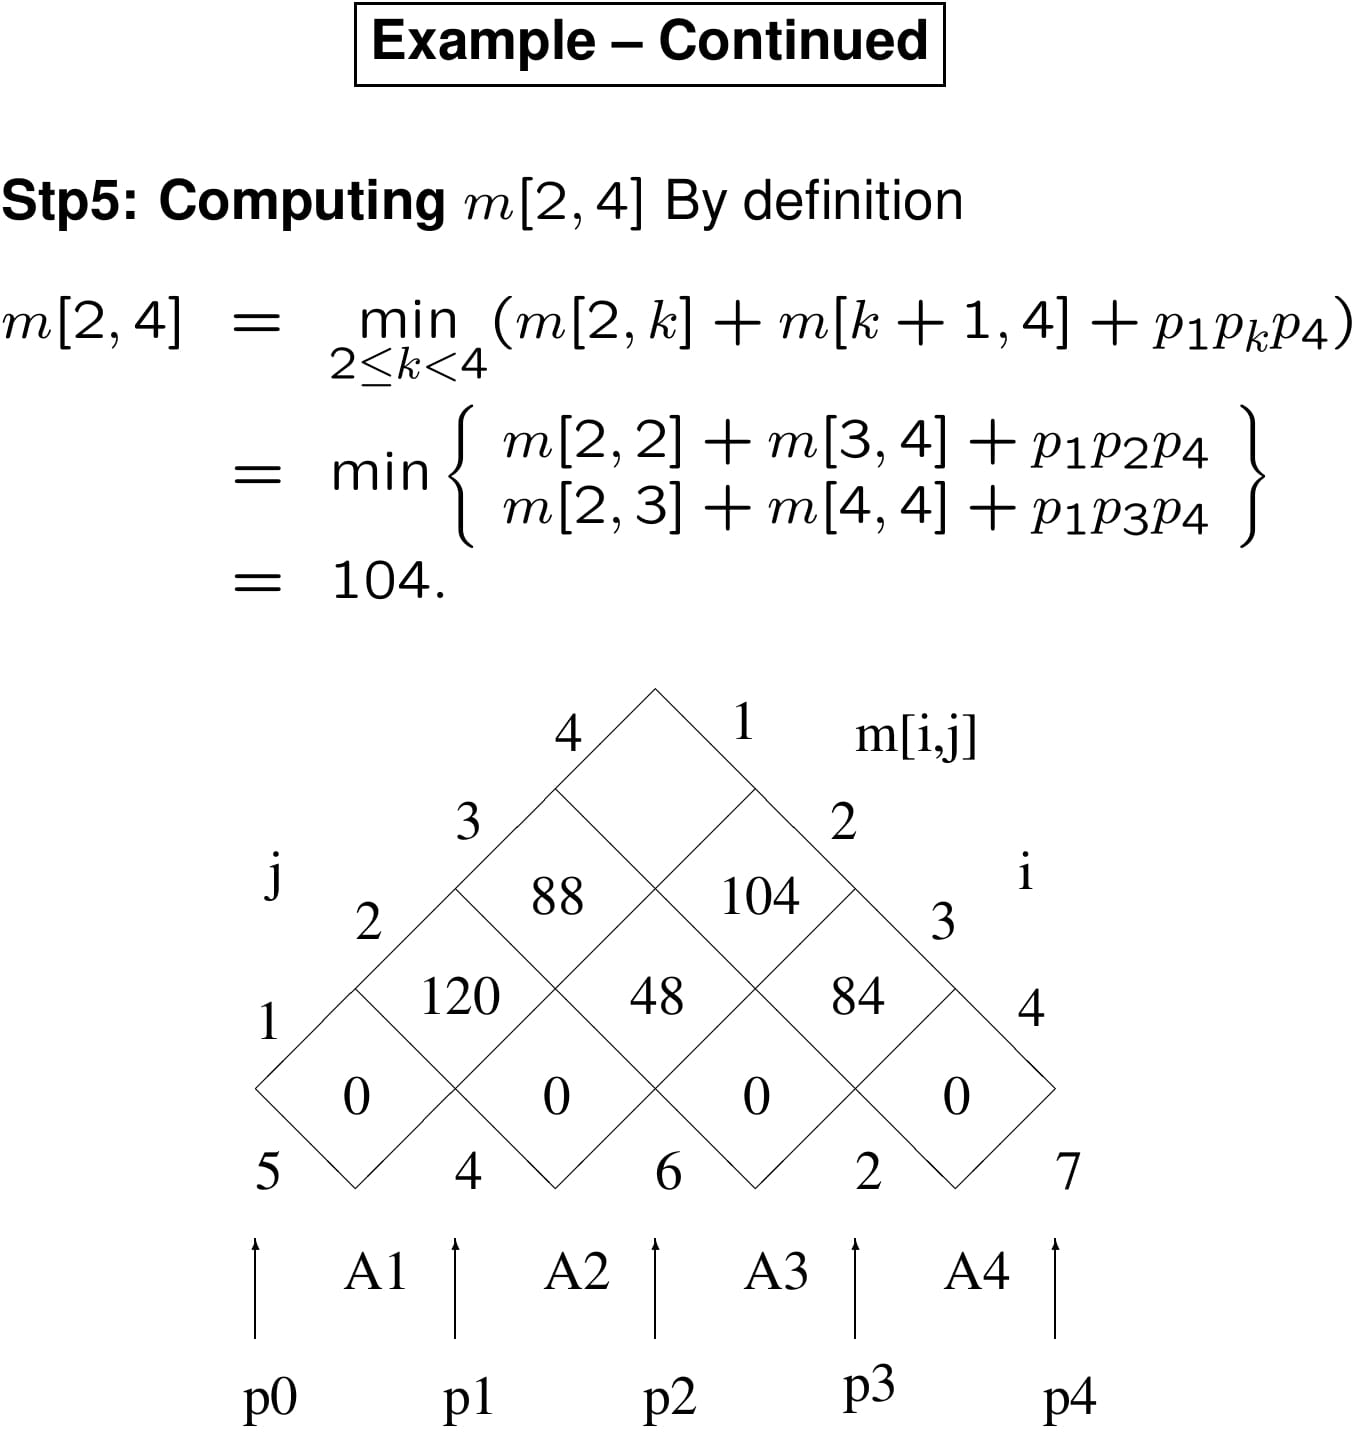 Example – Continued
Stp5: Computing m[2, 4] By definition
m[2, 4] = min (m[2, k] + m[k + 1, 4] + p1pkp4)
2≤k<4
= min { m[2, 2] + m[3, 4] + p1p2p4 }
m[2, 3] + m[4, 4] + p1p3p4
= 104.
4 1 m[i,j]
3 2
j 88 104 i
2 3
120 48 84
1 4
0 0 0 0
5 4 6 2 7
A1 A2 A3 A4
p0 p1 p2 p3 p4